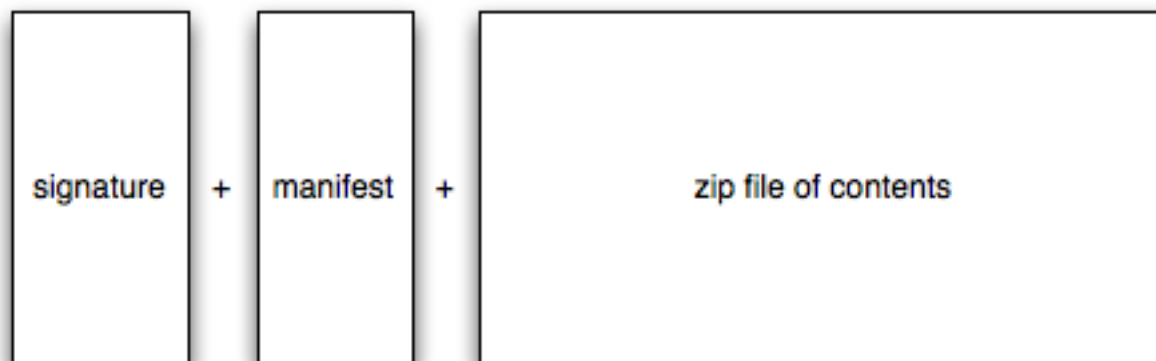 signature + manifest + zip file of contents